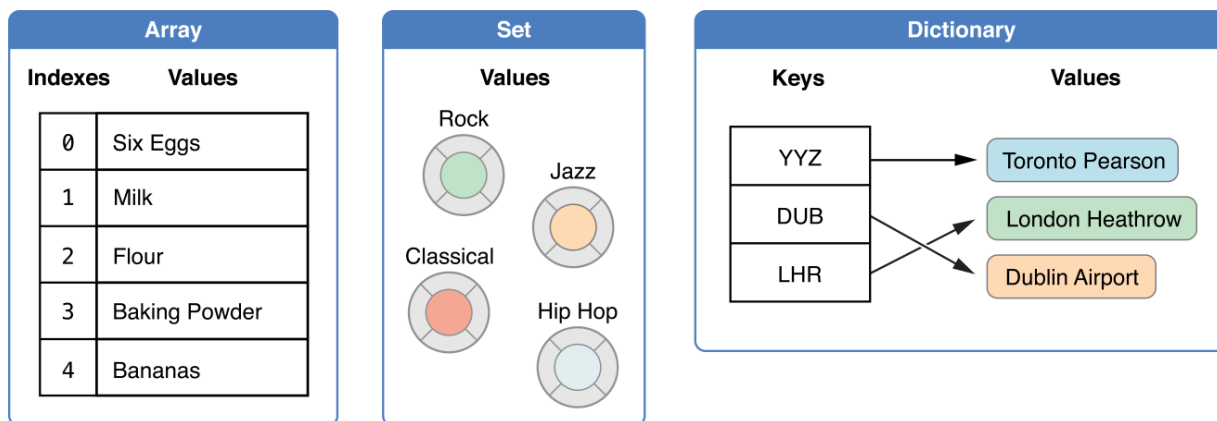 Array
Indexes Values
0 Six Eggs
1 Milk
2 Flour
3 Baking Powder
4 Bananas
Set
Values
Rock
Jazz
Classical
Hip Hop
Dictionary
Keys Values
YYZ Toronto Pearson
DUB London Heathrow
LHR Dublin Airport